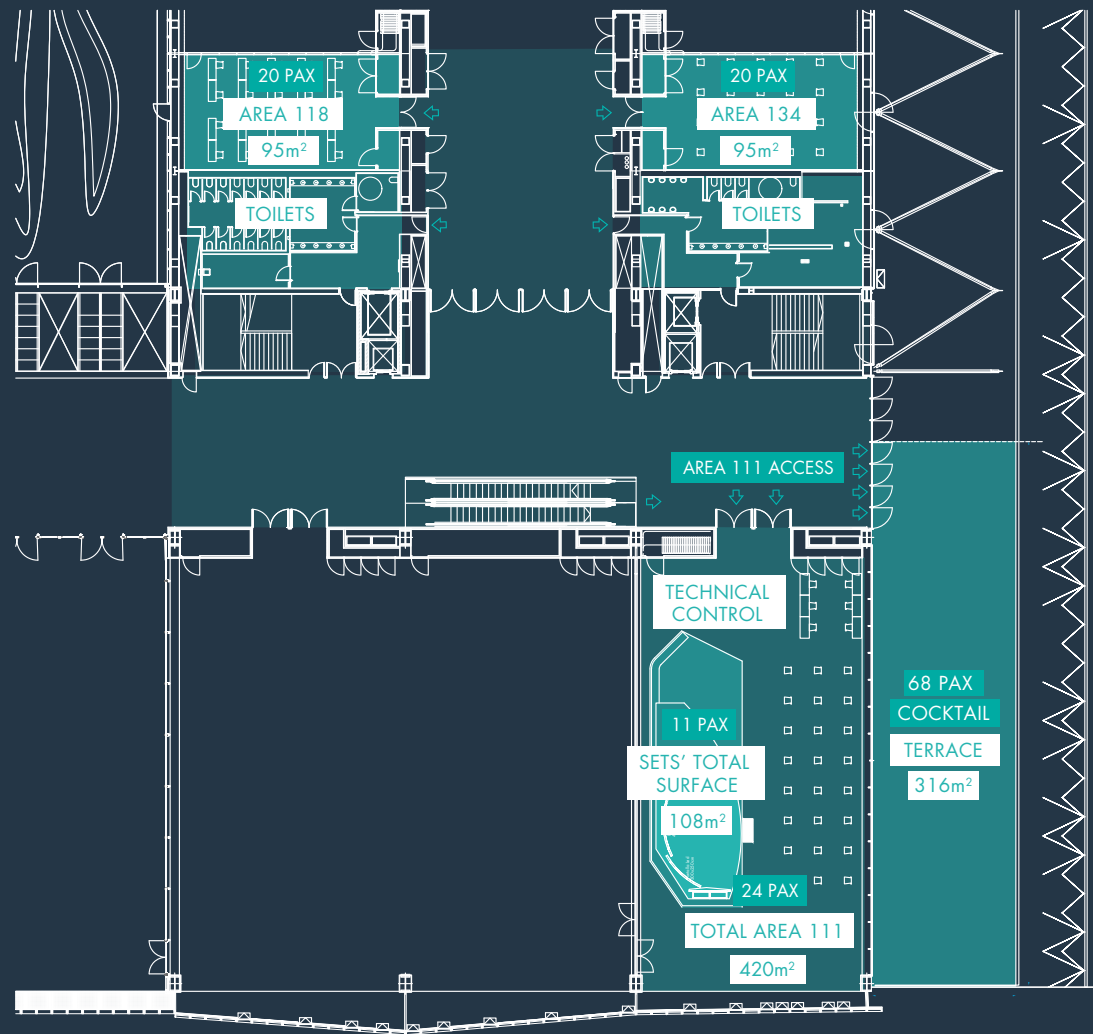 20 PAX
AREA 118
95m²
20 PAX
AREA 134
95m²
TOILETS
TOILETS
AREA 111 ACCESS
TECHNICAL
CONTROL
11 PAX
SETS' TOTAL
SURFACE
108m²
68 PAX
COCKTAIL
TERRACE
316m²
24 PAX
TOTAL AREA 111
420m²